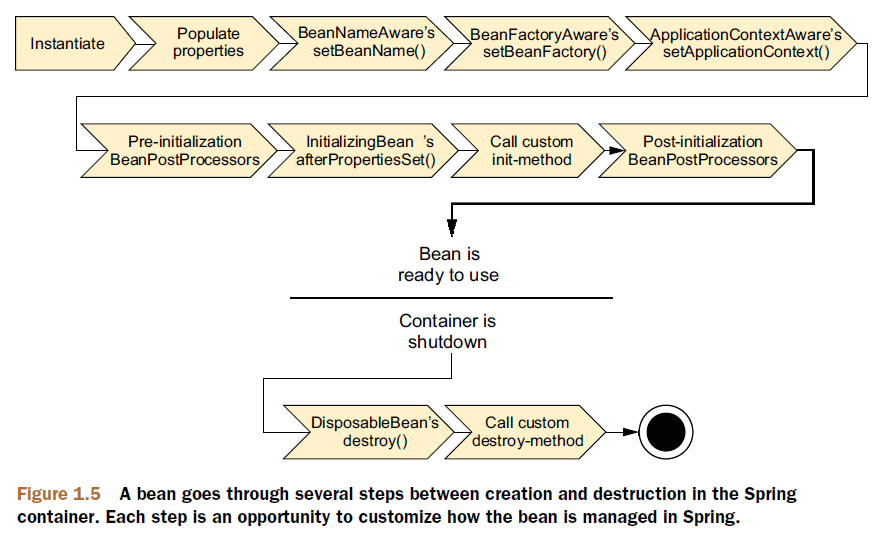 Instantiate
Populate
properties
BeanNameAware's
setBeanName()
BeanFactoryAware's
setBeanFactory()
ApplicationContextAware's
setApplicationContext()
Pre-initialization
BeanPostProcessors
InitializingBean 's
afterPropertiesSet()
Call custom
init-method
Post-initialization
BeanPostProcessors
Bean is
ready to use
Container is
shutdown
DisposableBean's
destroy()
Call custom
destroy-method
Figure 1.5 A bean goes through several steps between creation and destruction in the Spring
container. Each step is an opportunity to customize how the bean is managed in Spring.